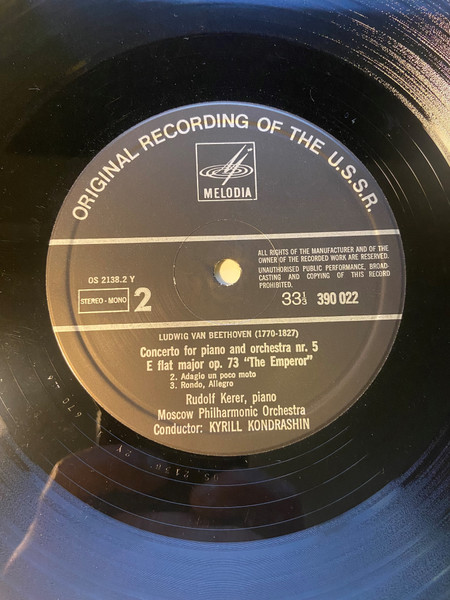 ORIGINAL RECORDING OF THE U.S.S.R.
MELODIA
ALL RIGHTS OF THE MANUFACTURER AND OF THE
OWNER OF THE RECORDED WORK ARE RESERVED.
UNAUTHORISED PUBLIC PERFORMANCE, BROAD-
CASTING AND COPYING OF THIS RECORD
PROHIBITED.
OS 2138.2 Y
STEREO - MONO 2
33⅓ 390 022
LUDWIG VAN BEETHOVEN (1770-1827)
Concerto for piano and orchestra nr. 5
E flat major op. 73 "The Emperor"
2. Adagio un poco moto
3. Rondo, Allegro
Rudolf Kerer, piano
Moscow Philharmonic Orchestra
Conductor: KYRILL KONDRASHIN